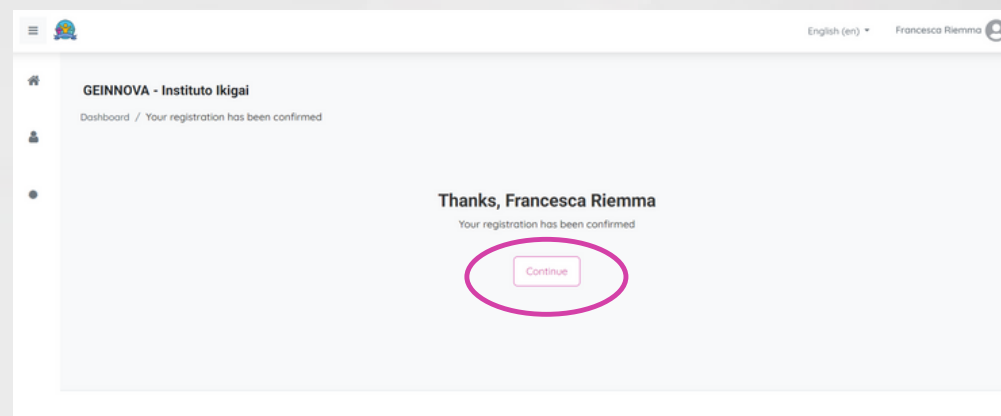 English (en)
Francesca Riemma
GEINNOVA - Instituto Ikigai
Dashboard / Your registration has been confirmed
Thanks, Francesca Riemma
Your registration has been confirmed
Continue